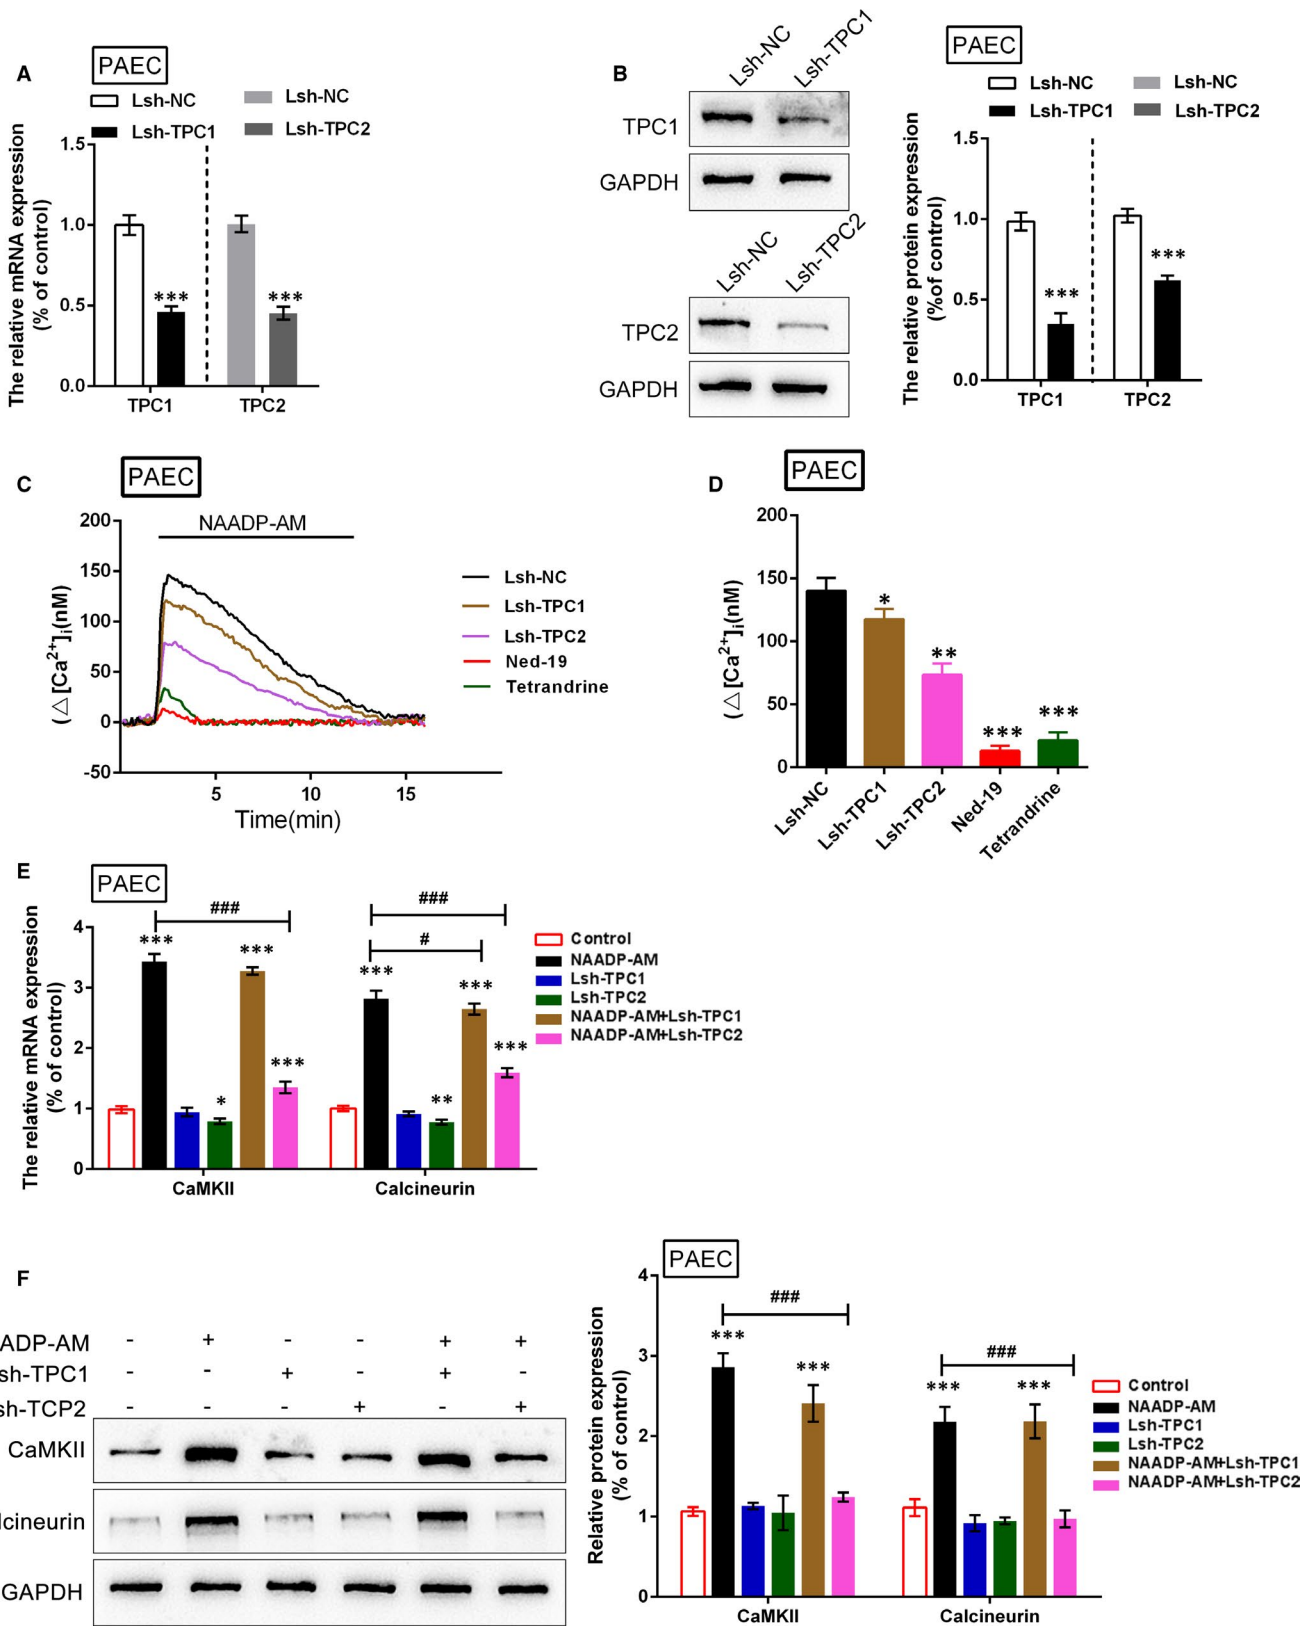 A
PAEC
Lsh-NC
Lsh-NC
Lsh-TPC1
Lsh-TPC2
The relative mRNA expression
(% of control)
1.5
1.0
0.5
0.0
***
***
TPC1
TPC2
B
Lsh-NC
Lsh-TPC1
TPC1
GAPDH
Lsh-NC
Lsh-TPC2
TPC2
GAPDH
PAEC
Lsh-NC
Lsh-NC
Lsh-TPC1
Lsh-TPC2
The relative protein expression
(%of control)
1.5
1.0
0.5
0.0
***
***
TPC1
TPC2
C
PAEC
(△[Ca²⁺]ᵢ(nM)
200
150
100
50
0
-50
NAADP-AM
5
10
15
Time(min)
Lsh-NC
Lsh-TPC1
Lsh-TPC2
Ned-19
Tetrandrine
D
PAEC
(△[Ca²⁺]ᵢ(nM)
200
150
100
50
0
*
**
***
***
Lsh-NC
Lsh-TPC1
Lsh-TPC2
Ned-19
Tetrandrine
E
PAEC
The relative mRNA expression
(% of control)
4
3
2
1
0
###
***
*
***
***
###
#
***
**
***
***
CaMKII
Calcineurin
Control
NAADP-AM
Lsh-TPC1
Lsh-TPC2
NAADP-AM+Lsh-TPC1
NAADP-AM+Lsh-TPC2
F
ADP-AM - + - - + +
sh-TPC1 - - + - + -
sh-TCP2 - - - + - +
CaMKII
lcineurin
GAPDH
PAEC
Relative protein expression
(% of control)
4
3
2
1
0
###
***
***
###
***
***
CaMKII
Calcineurin
Control
NAADP-AM
Lsh-TPC1
Lsh-TPC2
NAADP-AM+Lsh-TPC1
NAADP-AM+Lsh-TPC2